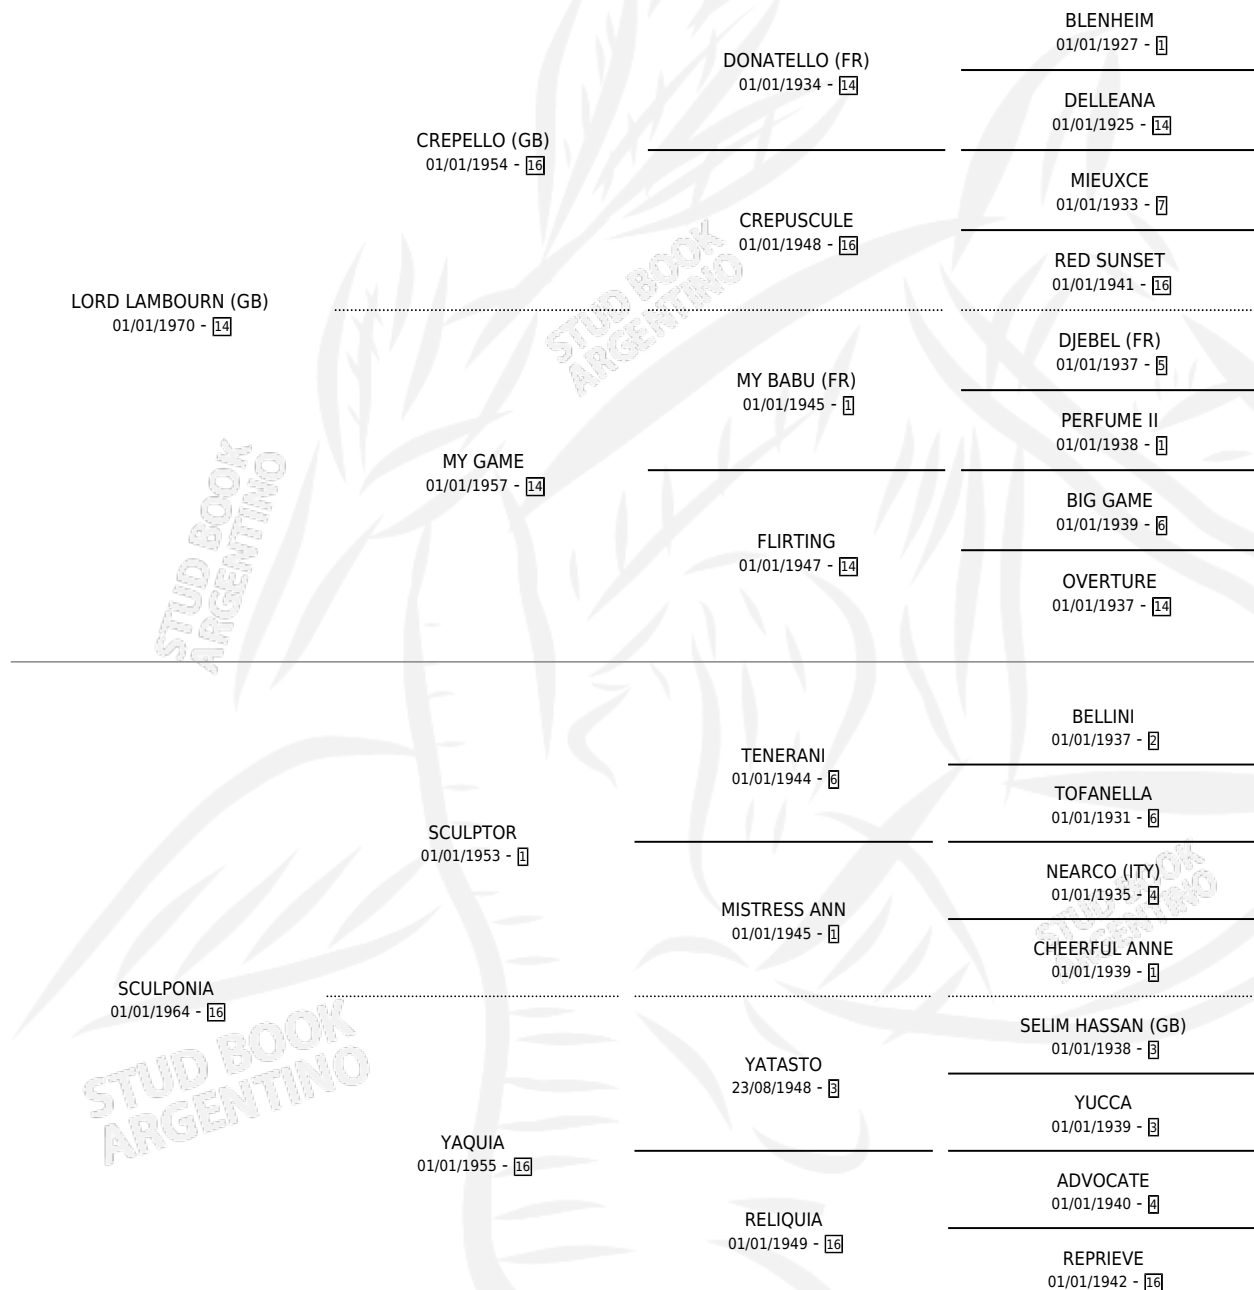 BLENHEIM
01/01/1927 - 1
DONATELLO (FR)
01/01/1934 - 14
DELLEANA
01/01/1925 - 14
CREPELLO (GB)
01/01/1954 - 16
MIEUXCE
01/01/1933 - 7
CREPUSCULE
01/01/1948 - 16
RED SUNSET
01/01/1941 - 16
LORD LAMBOURN (GB)
01/01/1970 - 14
DJEBEL (FR)
01/01/1937 - 5
MY BABU (FR)
01/01/1945 - 1
PERFUME II
01/01/1938 - 1
MY GAME
01/01/1957 - 14
BIG GAME
01/01/1939 - 6
FLIRTING
01/01/1947 - 14
OVERTURE
01/01/1937 - 14
BELLINI
01/01/1937 - 2
TENERANI
01/01/1944 - 6
TOFANELLA
01/01/1931 - 6
SCULPTOR
01/01/1953 - 1
NEARCO (ITY)
01/01/1935 - 4
MISTRESS ANN
01/01/1945 - 1
CHEERFUL ANNE
01/01/1939 - 1
SCULPONIA
01/01/1964 - 16
SELIM HASSAN (GB)
01/01/1938 - 3
YATASTO
23/08/1948 - 3
YUCCA
01/01/1939 - 3
YAQUIA
01/01/1955 - 16
ADVOCATE
01/01/1940 - 4
RELIQUIA
01/01/1949 - 16
REPRIEVE
01/01/1942 - 16
STUD BOOK
ARGENTINO
STUD BOOK
ARGENTINO
STUD BOOK
ARGENTINO
STUD BOOK
ARGENTINO